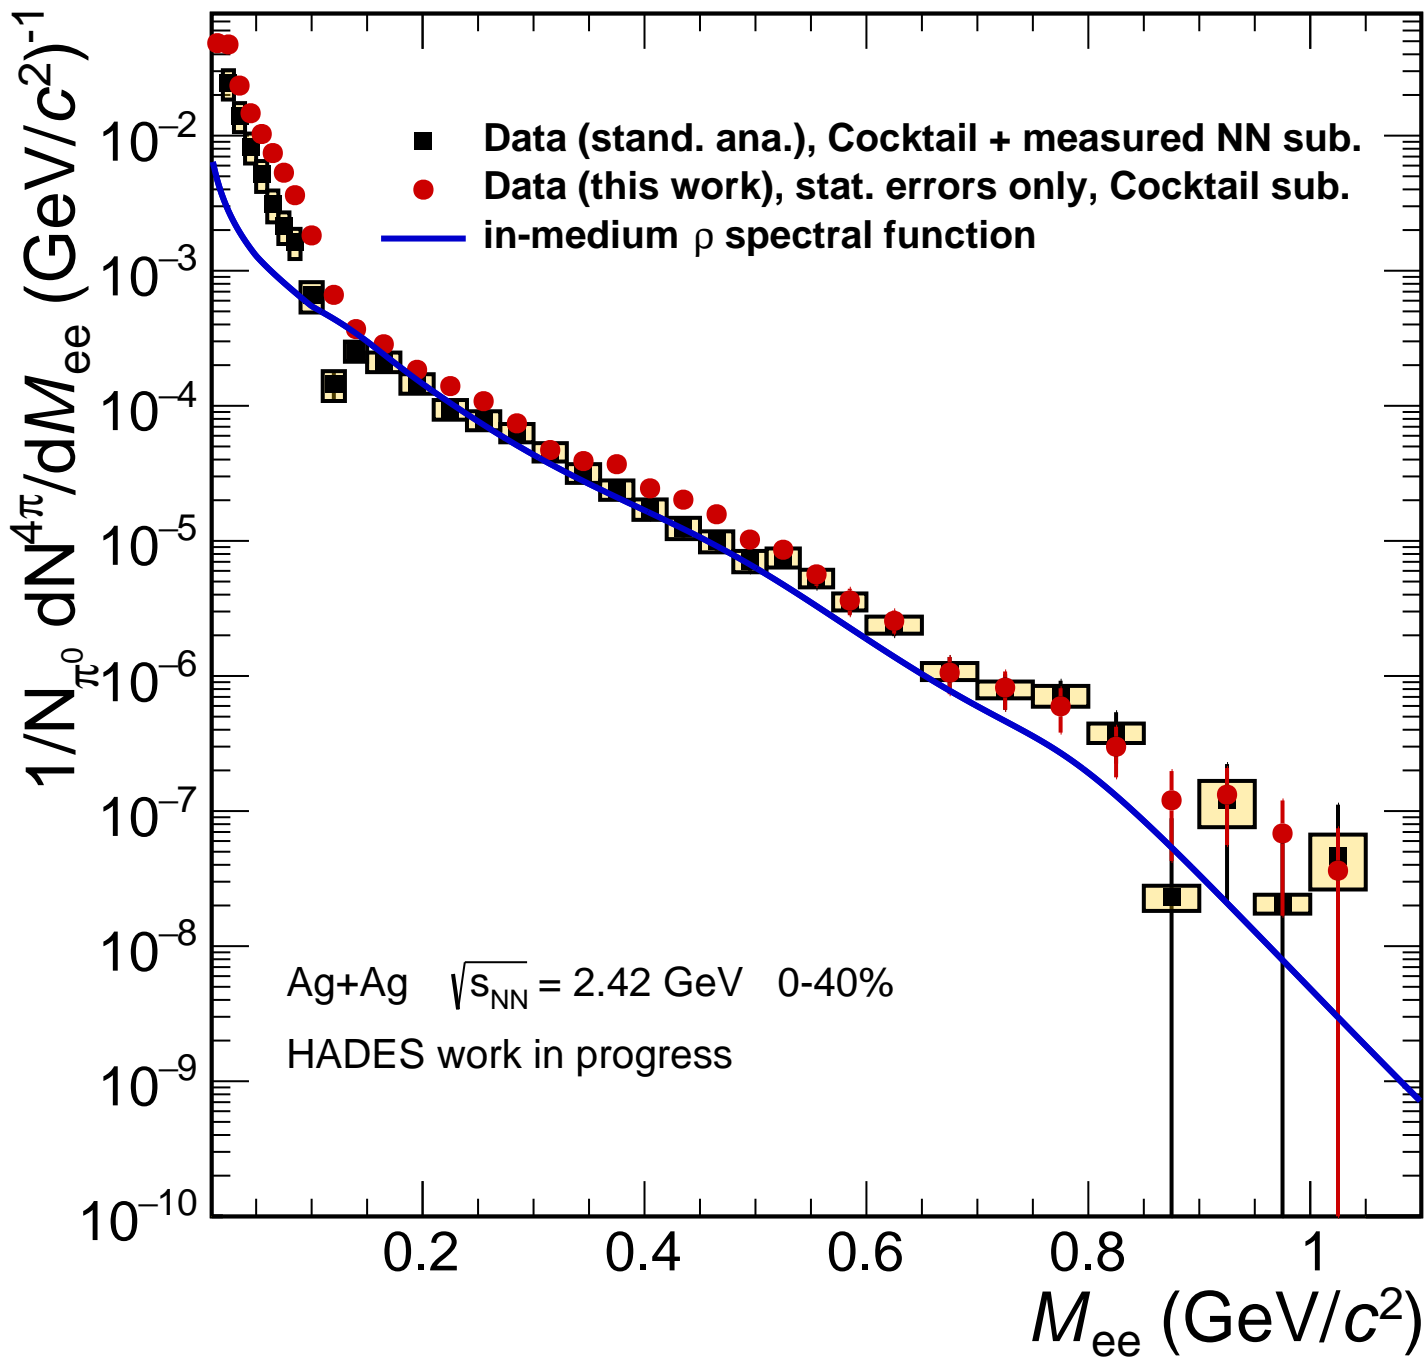 1/N_π⁰ dN⁴π/dM_ee (GeV/c²)⁻¹
Data (stand. ana.), Cocktail + measured NN sub.
Data (this work), stat. errors only, Cocktail sub.
in-medium ρ spectral function
10⁻²
10⁻³
10⁻⁴
10⁻⁵
10⁻⁶
10⁻⁷
10⁻⁸
10⁻⁹
10⁻¹⁰
Ag+Ag √s_NN = 2.42 GeV 0-40%
HADES work in progress
0.2 0.4 0.6 0.8 1
M_ee (GeV/c²)